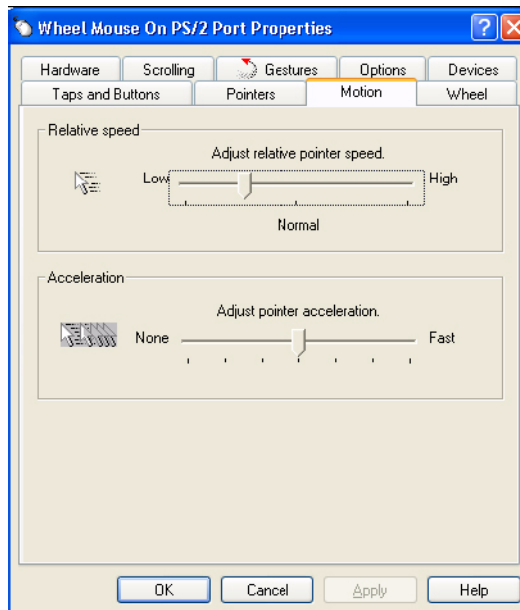 Wheel Mouse On PS/2 Port Properties
Hardware Scrolling Gestures Options Devices
Taps and Buttons Pointers Motion Wheel
Relative speed
Adjust relative pointer speed.
Low High
Normal
Acceleration
Adjust pointer acceleration.
None Fast
OK Cancel Apply Help